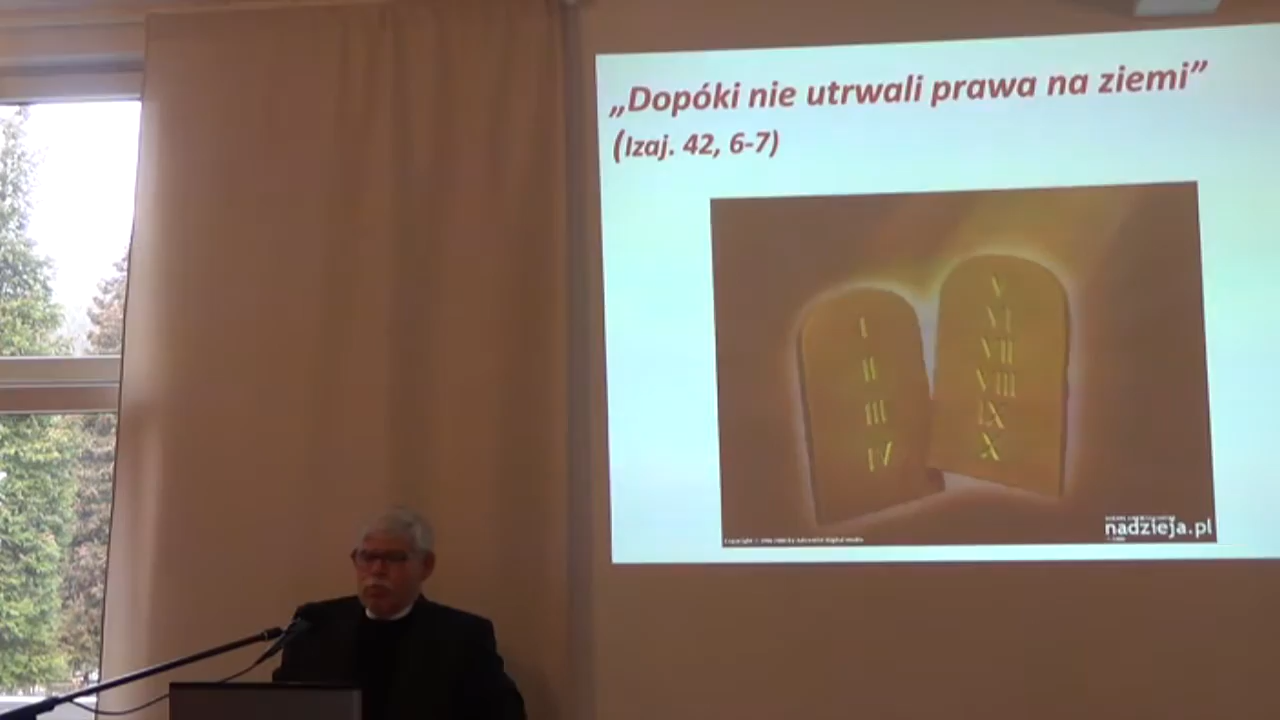 „Dopóki nie utrwali prawa na ziemi”
(Izaj. 42, 6-7)
I
II
III
IV
V
VI
VII
VIII
IX
X
nadzieja.pl